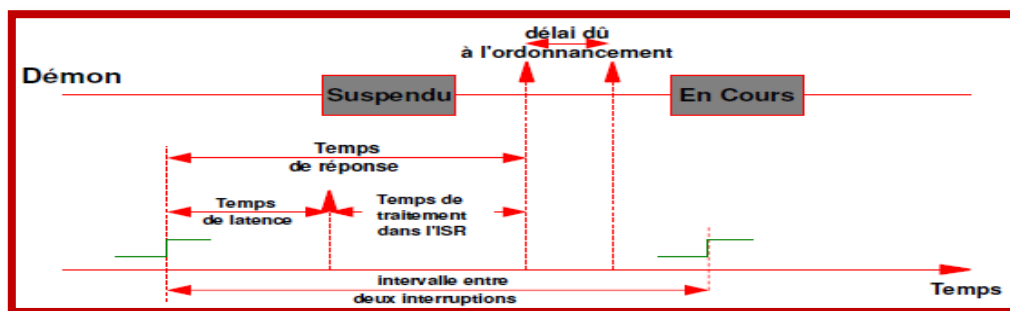 délai dû
à l'ordonnancement
Démon
Suspendu
En Cours
Temps
de réponse
Temps
de latence
Temps de
traitement
dans l'ISR
intervalle entre
deux interruptions
Temps